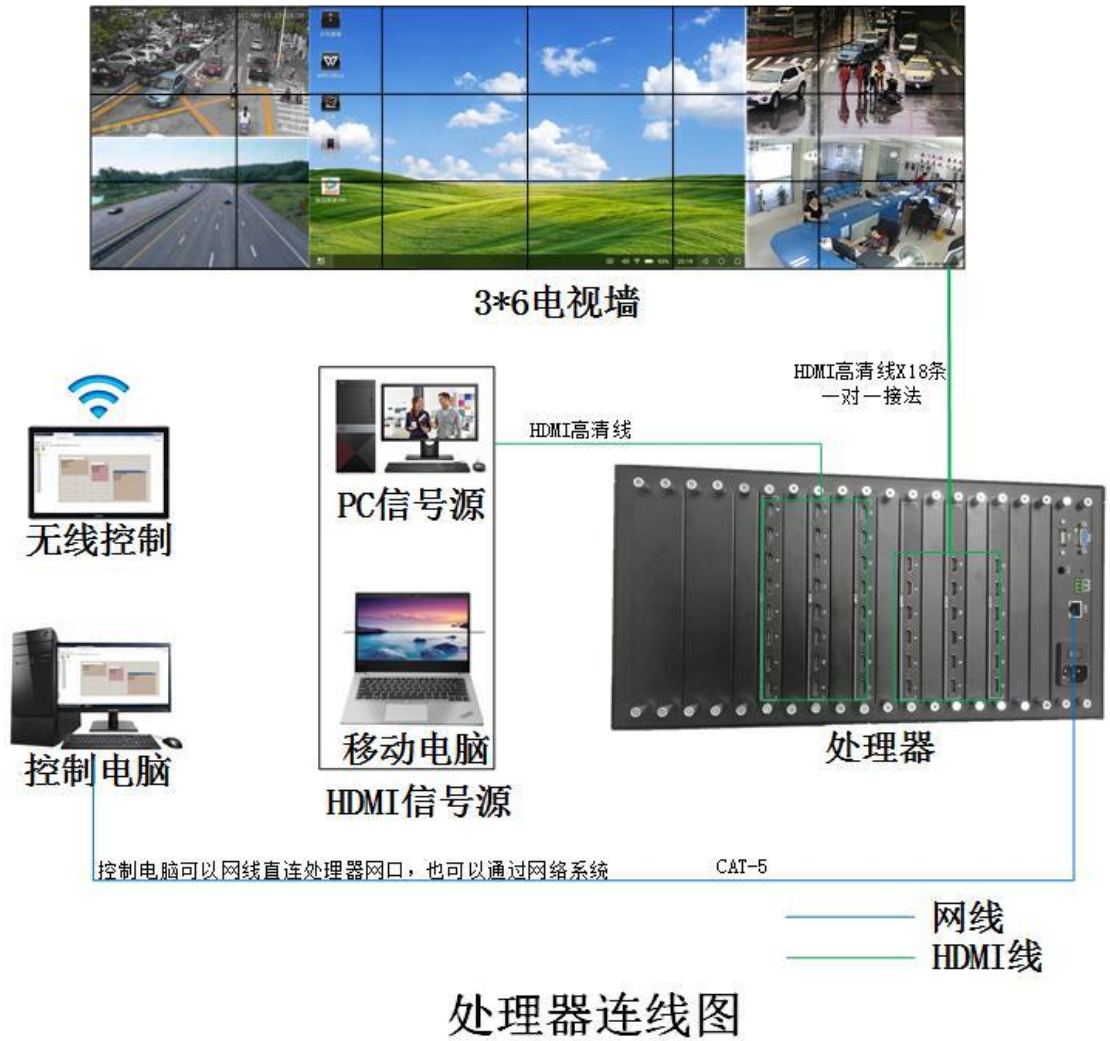 3*6电视墙
HDMI高清线X18条
一对一接法
HDMI高清线
PC信号源
无线控制
移动电脑
处理器
控制电脑
HDMI信号源
控制电脑可以网线直连处理器网口，也可以通过网络系统
CAT-5
网线
HDMI线
处理器连线图